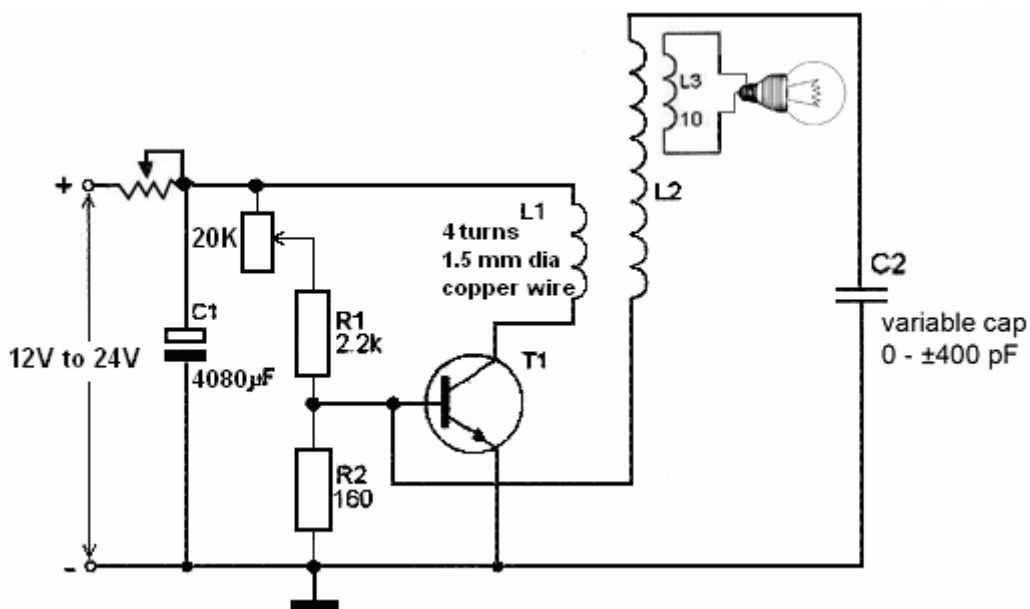 L3
10
L2
+
L1
4 turns
1.5 mm dia
copper wire
20K
C2
variable cap
0 - ±400 pF
C1
R1
2.2k
T1
12V to 24V
4080µF
R2
160
-